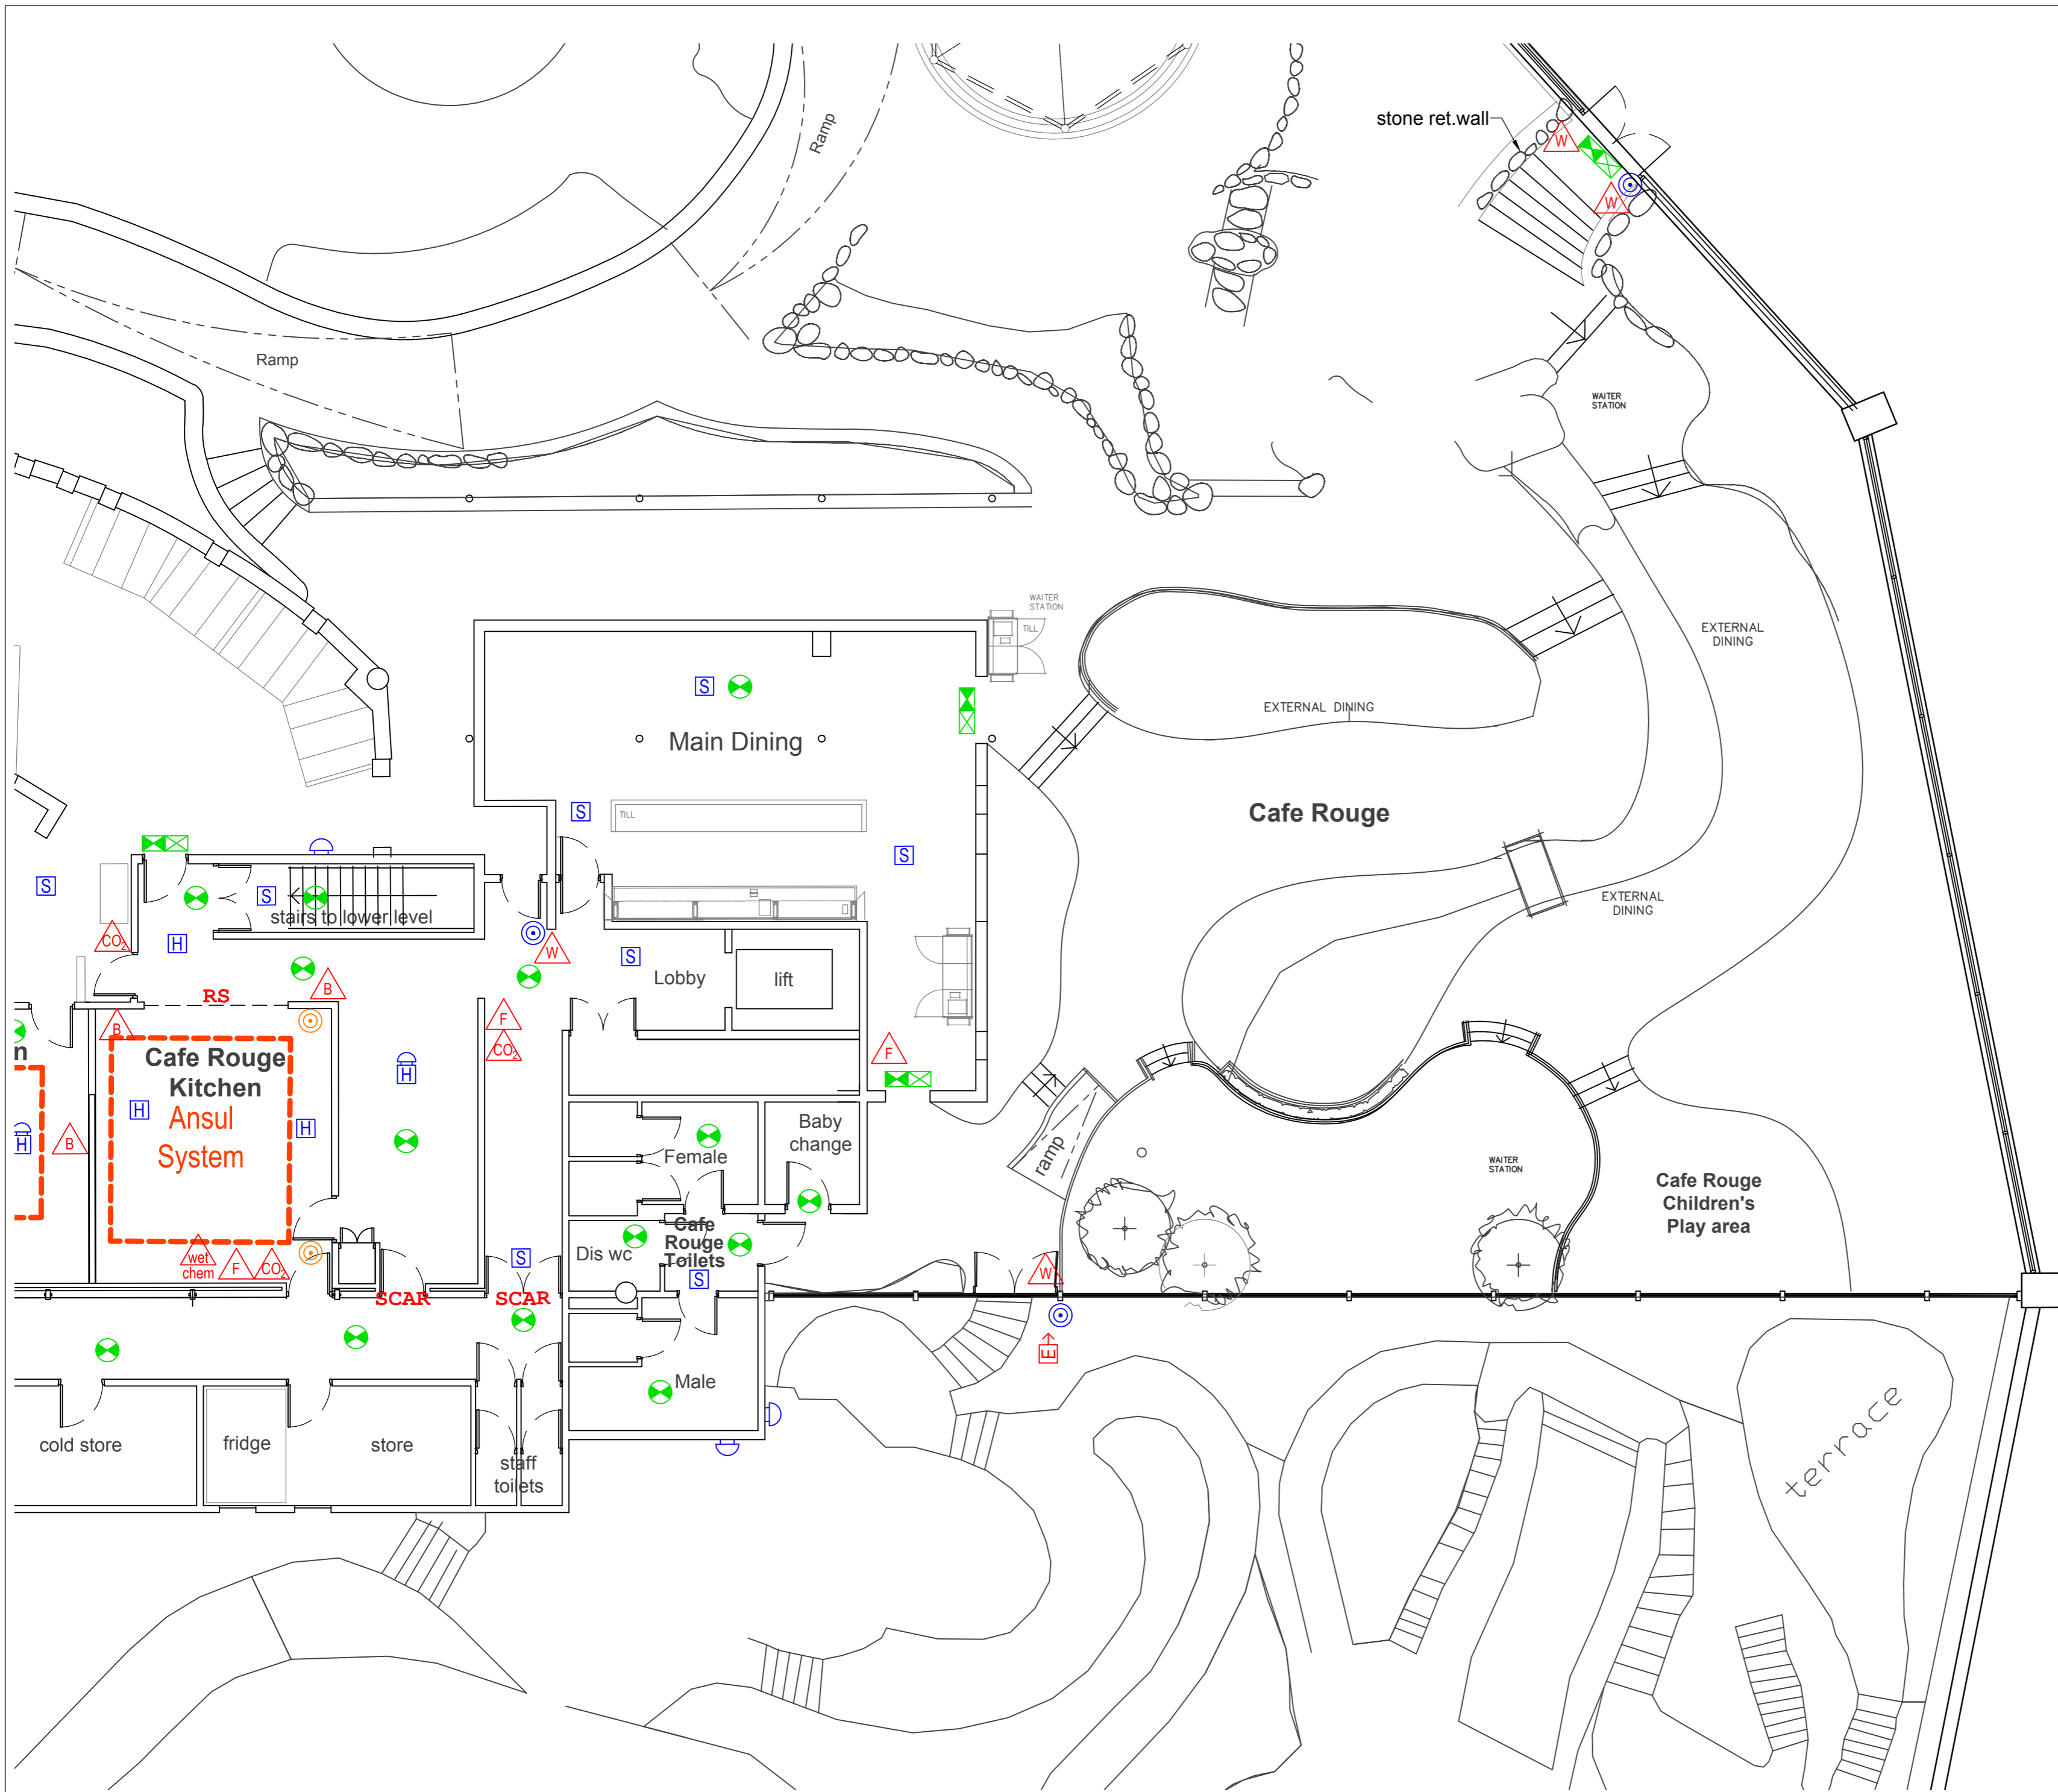 Ramp
stone ret.wall
W
W
Ramp
WAITER
STATION
WAITER
STATION
TILL
EXTERNAL
DINING
S
EXTERNAL DINING
Main Dining
S
TILL
Cafe Rouge
S
S
S
stairs to lower level
EXTERNAL
DINING
CO2
H
W
S
Lobby
lift
RS
B
B
F
CO2
F
n
Cafe Rouge
Kitchen
Ansul
System
H
H
H
H
B
Baby
change
Female
ramp
WAITER
STATION
Cafe Rouge
Children's
Play area
Cafe
Rouge
Toilets
Dis wc
S
S
wet
chem
F
CO2
W
SCAR
SCAR
E
Male
terrace
cold store
fridge
store
staff
toilets